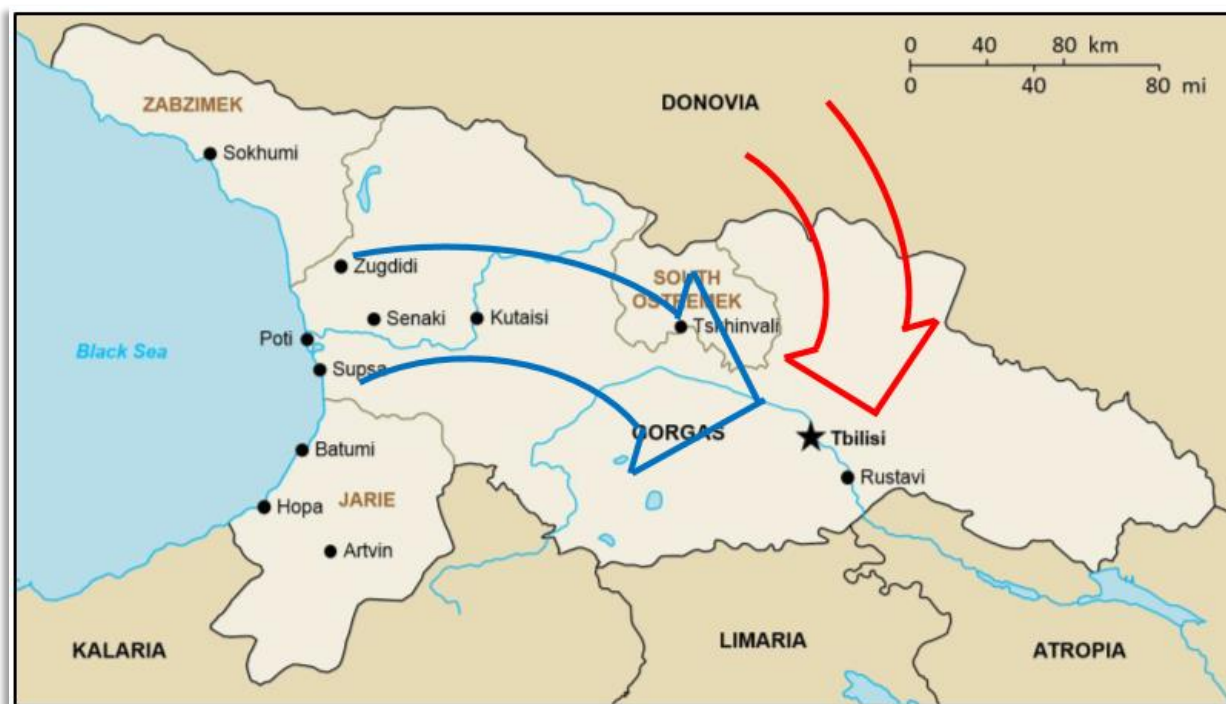 0 40 80 km
0 40 80 mi
DONOVIA
ZABZIMEK
Sokhumi
Zugdidi
SOUTH
OSTREMEK
Senaki
Kutaisi
Tskhinvali
Poti
Black Sea
Supsa
GORGAS
Tbilisi
Batumi
Rustavi
JARIE
Hopa
Artvin
KALARIA
LIMARIA
ATROPIA